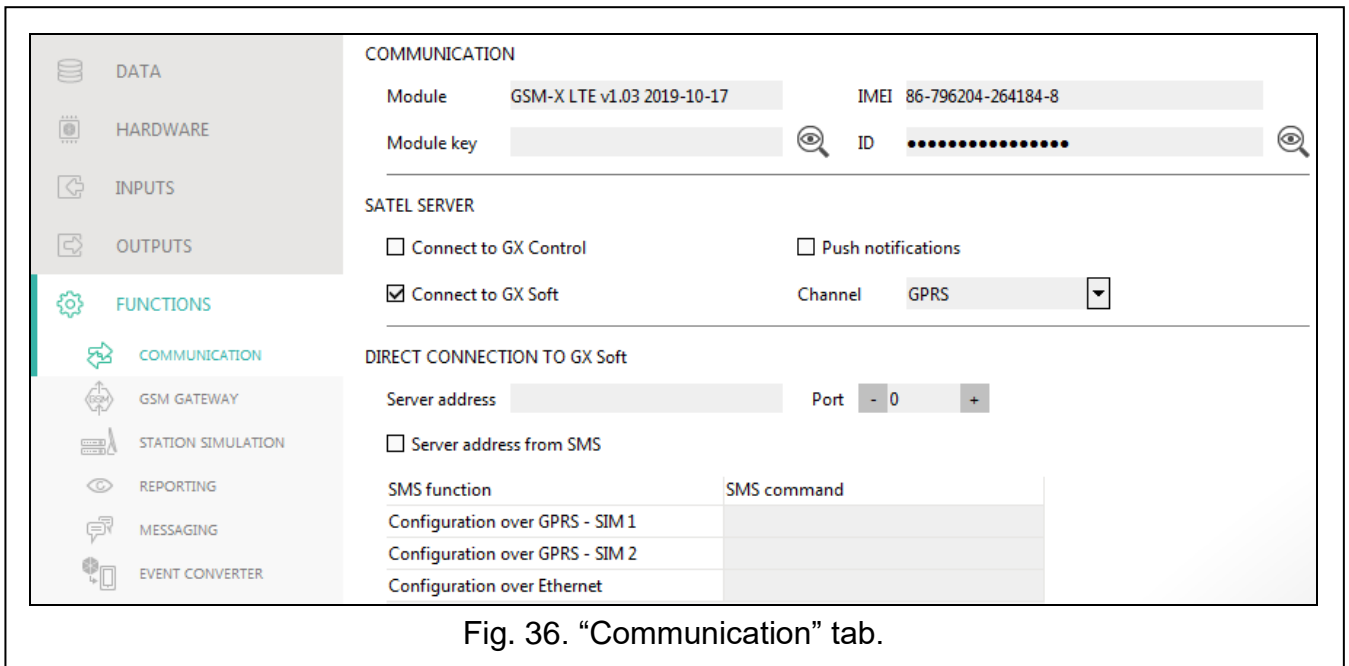 DATA
HARDWARE
INPUTS
OUTPUTS
FUNCTIONS
COMMUNICATION
GSM GATEWAY
STATION SIMULATION
REPORTING
MESSAGING
EVENT CONVERTER
COMMUNICATION
Module GSM-X LTE v1.03 2019-10-17 IMEI 86-796204-264184-8
Module key ID ●●●●●●●●●●●●●●●●
SATEL SERVER
Connect to GX Control Push notifications
Connect to GX Soft Channel GPRS
DIRECT CONNECTION TO GX Soft
Server address Port - 0 +
Server address from SMS
SMS function SMS command
Configuration over GPRS - SIM 1
Configuration over GPRS - SIM 2
Configuration over Ethernet
Fig. 36. “Communication” tab.